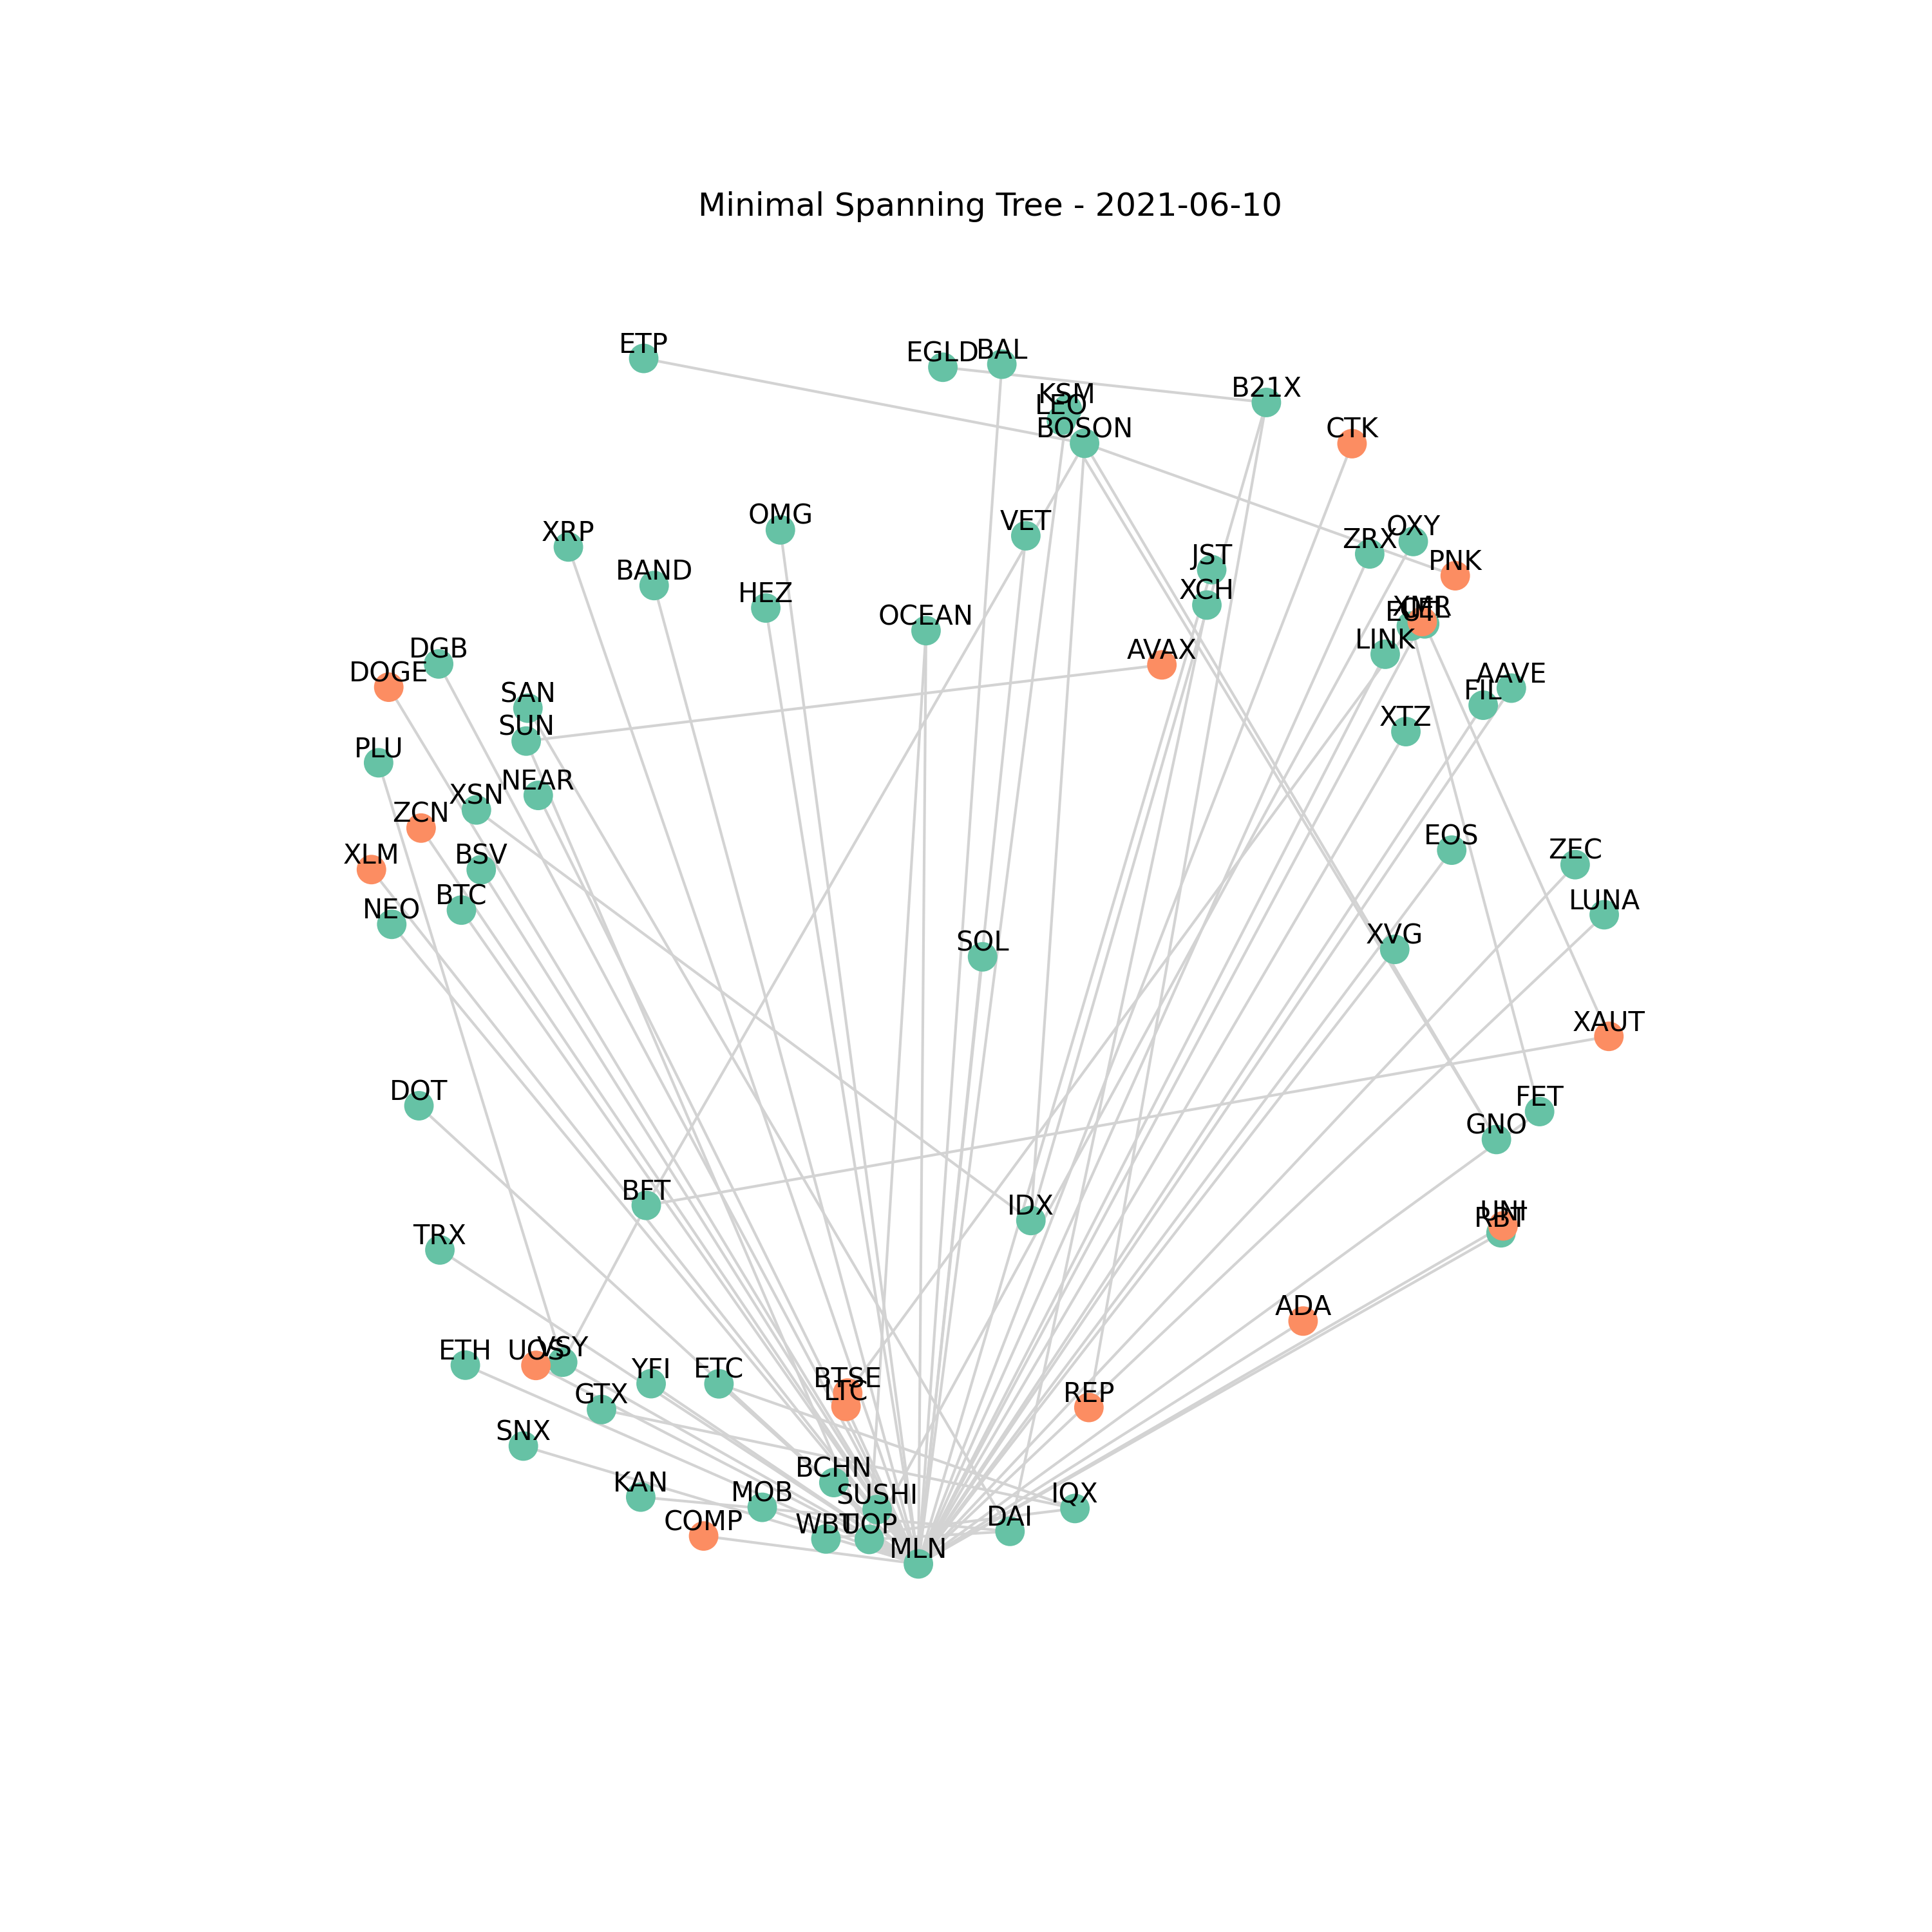 Minimal Spanning Tree - 2021-06-10
ETP
EGLD
BAL
B21X
KSM
LEO
BOSON
CTK
OMG
VET
XRP
OXY
ZRX
JST
PNK
BAND
HEZ
XCH
OCEAN
XMR
LINK
DGB
AVAX
DOGE
AAVE
FIL
SAN
XTZ
SUN
PLU
NEAR
XSN
ZCN
EOS
XLM
BSV
ZEC
BTC
NEO
LUNA
XVG
SOL
XAUT
DOT
FET
GNO
BFT
IDX
UNI
RBT
TRX
ADA
ETH
UOS
VSY
YFI
ETC
BTSE
LTC
GTX
REP
SNX
BCHN
KAN
MOB
SUSHI
IQX
COMP
WBT
UOP
DAI
MLN